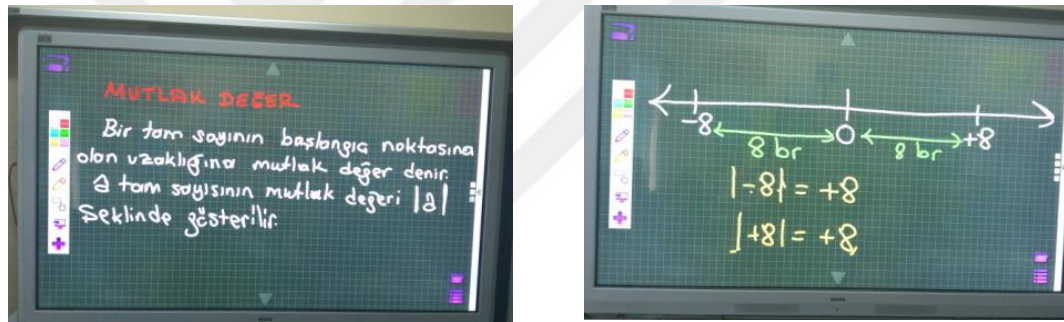 MUTLAK DEĞER
Bir tam sayının başlangıç noktasına
olan uzaklığına mutlak değer denir.
a tam sayısının mutlak değeri |a|
Şeklinde gösterilir.
-8 0 +8
8 br 8 br
|-8| = +8
|+8| = +8